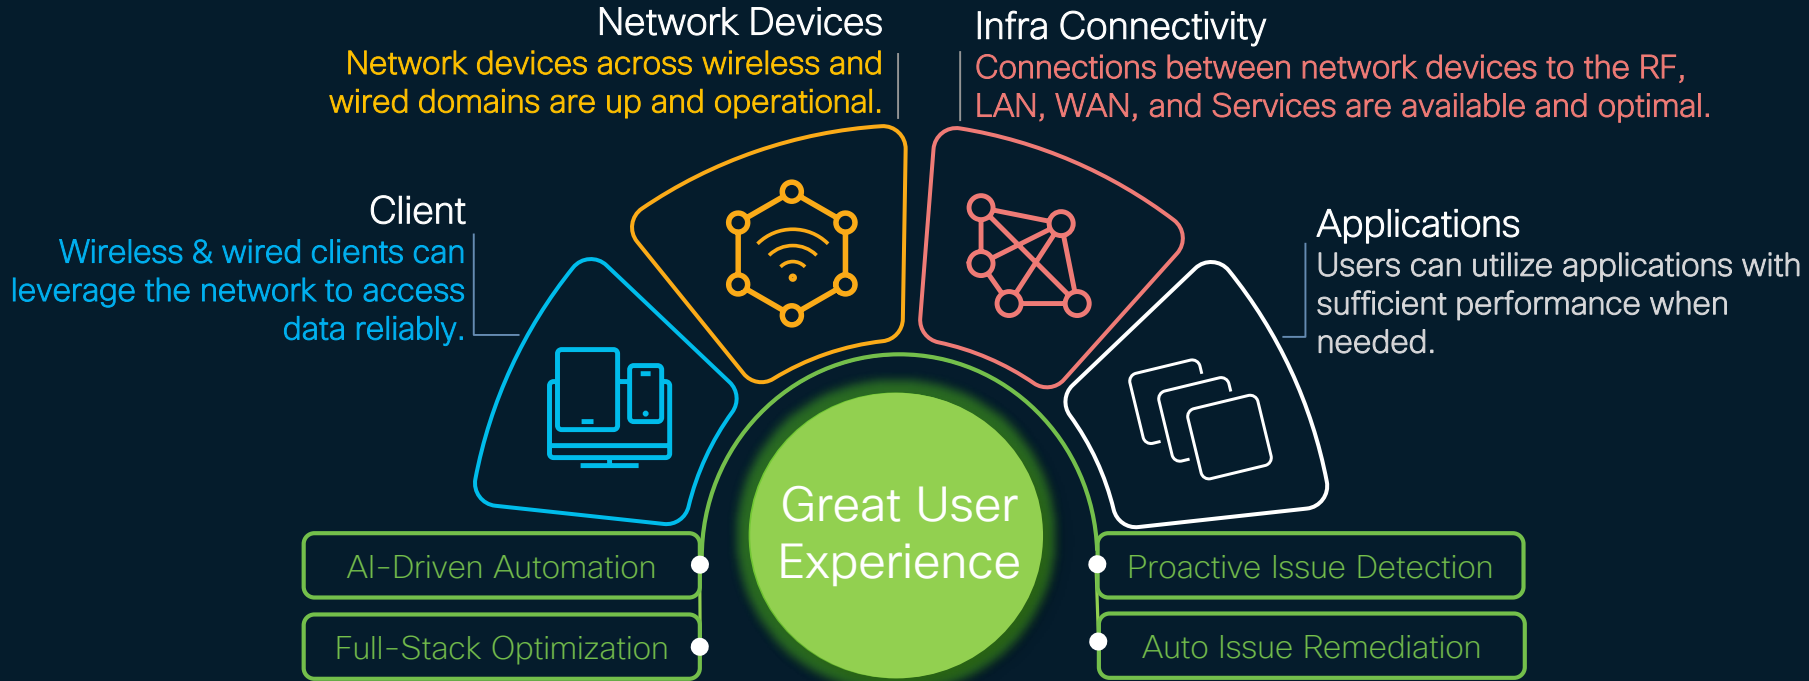 Network Devices
Network devices across wireless and
wired domains are up and operational.
Infra Connectivity
Connections between network devices to the RF,
LAN, WAN, and Services are available and optimal.
Client
Wireless & wired clients can
leverage the network to access
data reliably.
Applications
Users can utilize applications with
sufficient performance when
needed.
Great User
Experience
AI-Driven Automation
Full-Stack Optimization
Proactive Issue Detection
Auto Issue Remediation